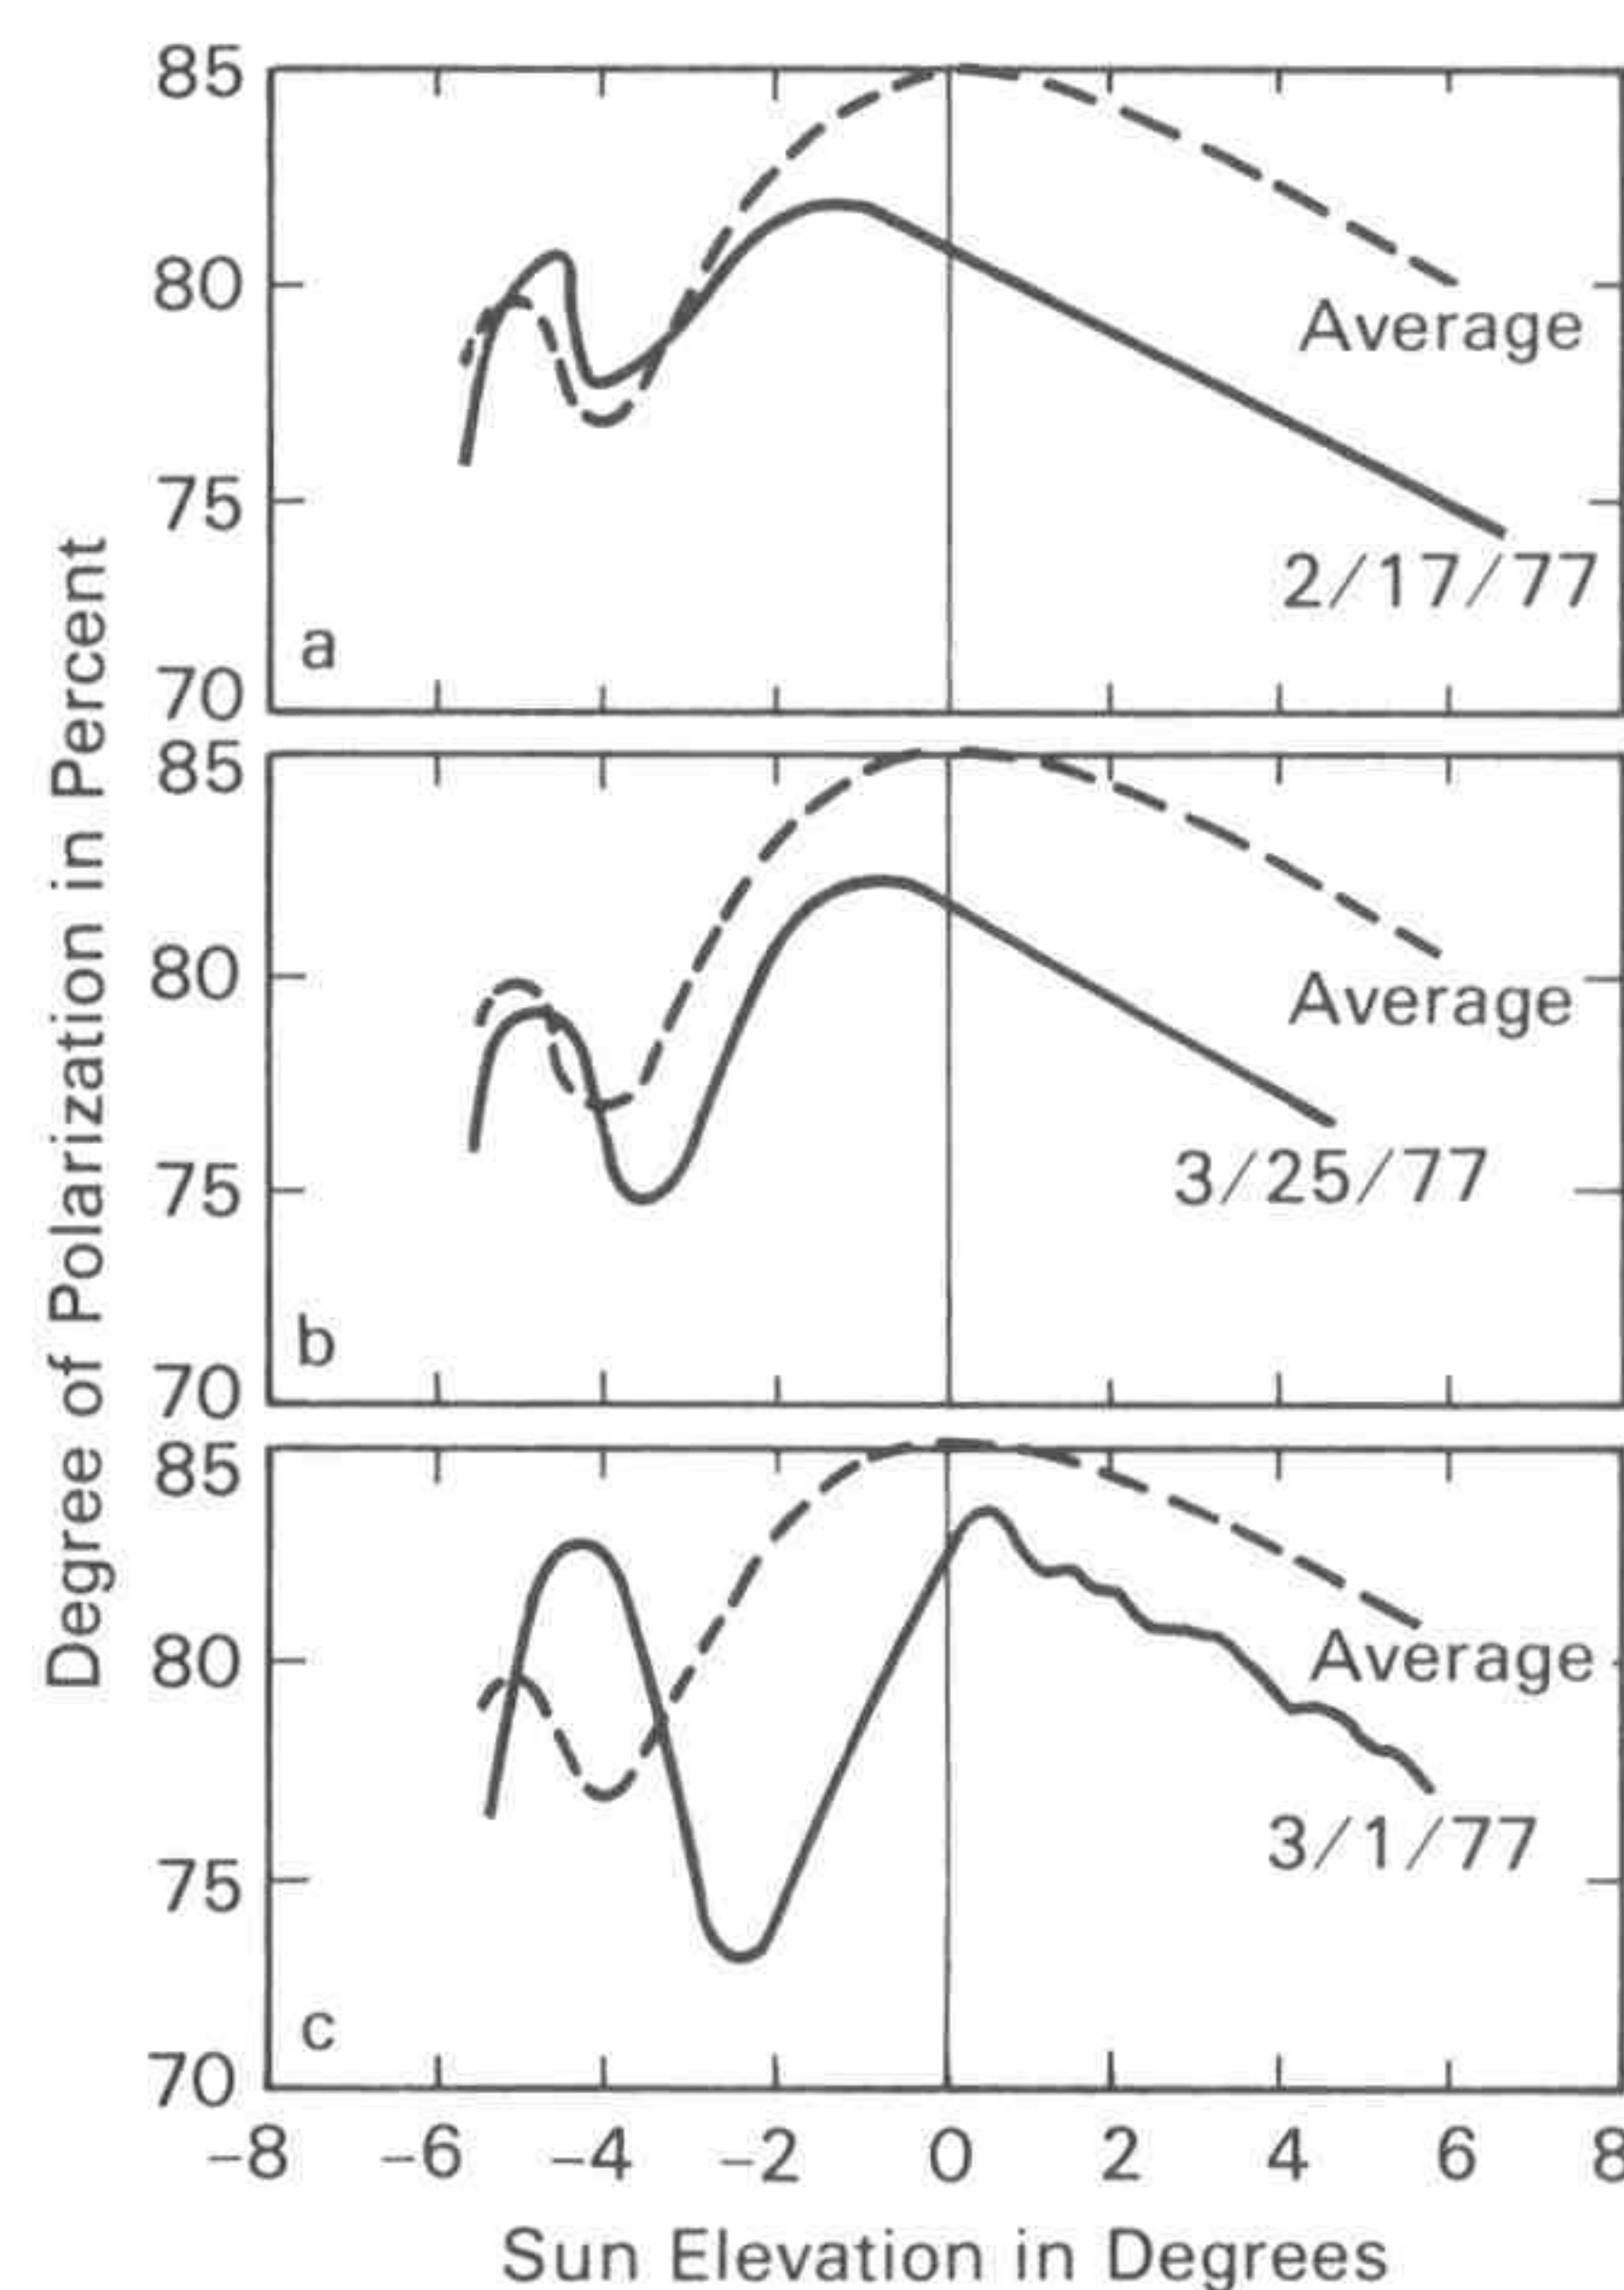 Degree of Polarization in Percent
85
80
Average
75
2/17/77
a
70
85
80
Average
75
3/25/77
b
70
85
80
Average
75
3/1/77
c
70
−8 −6 −4 −2 0 2 4 6 8
Sun Elevation in Degrees